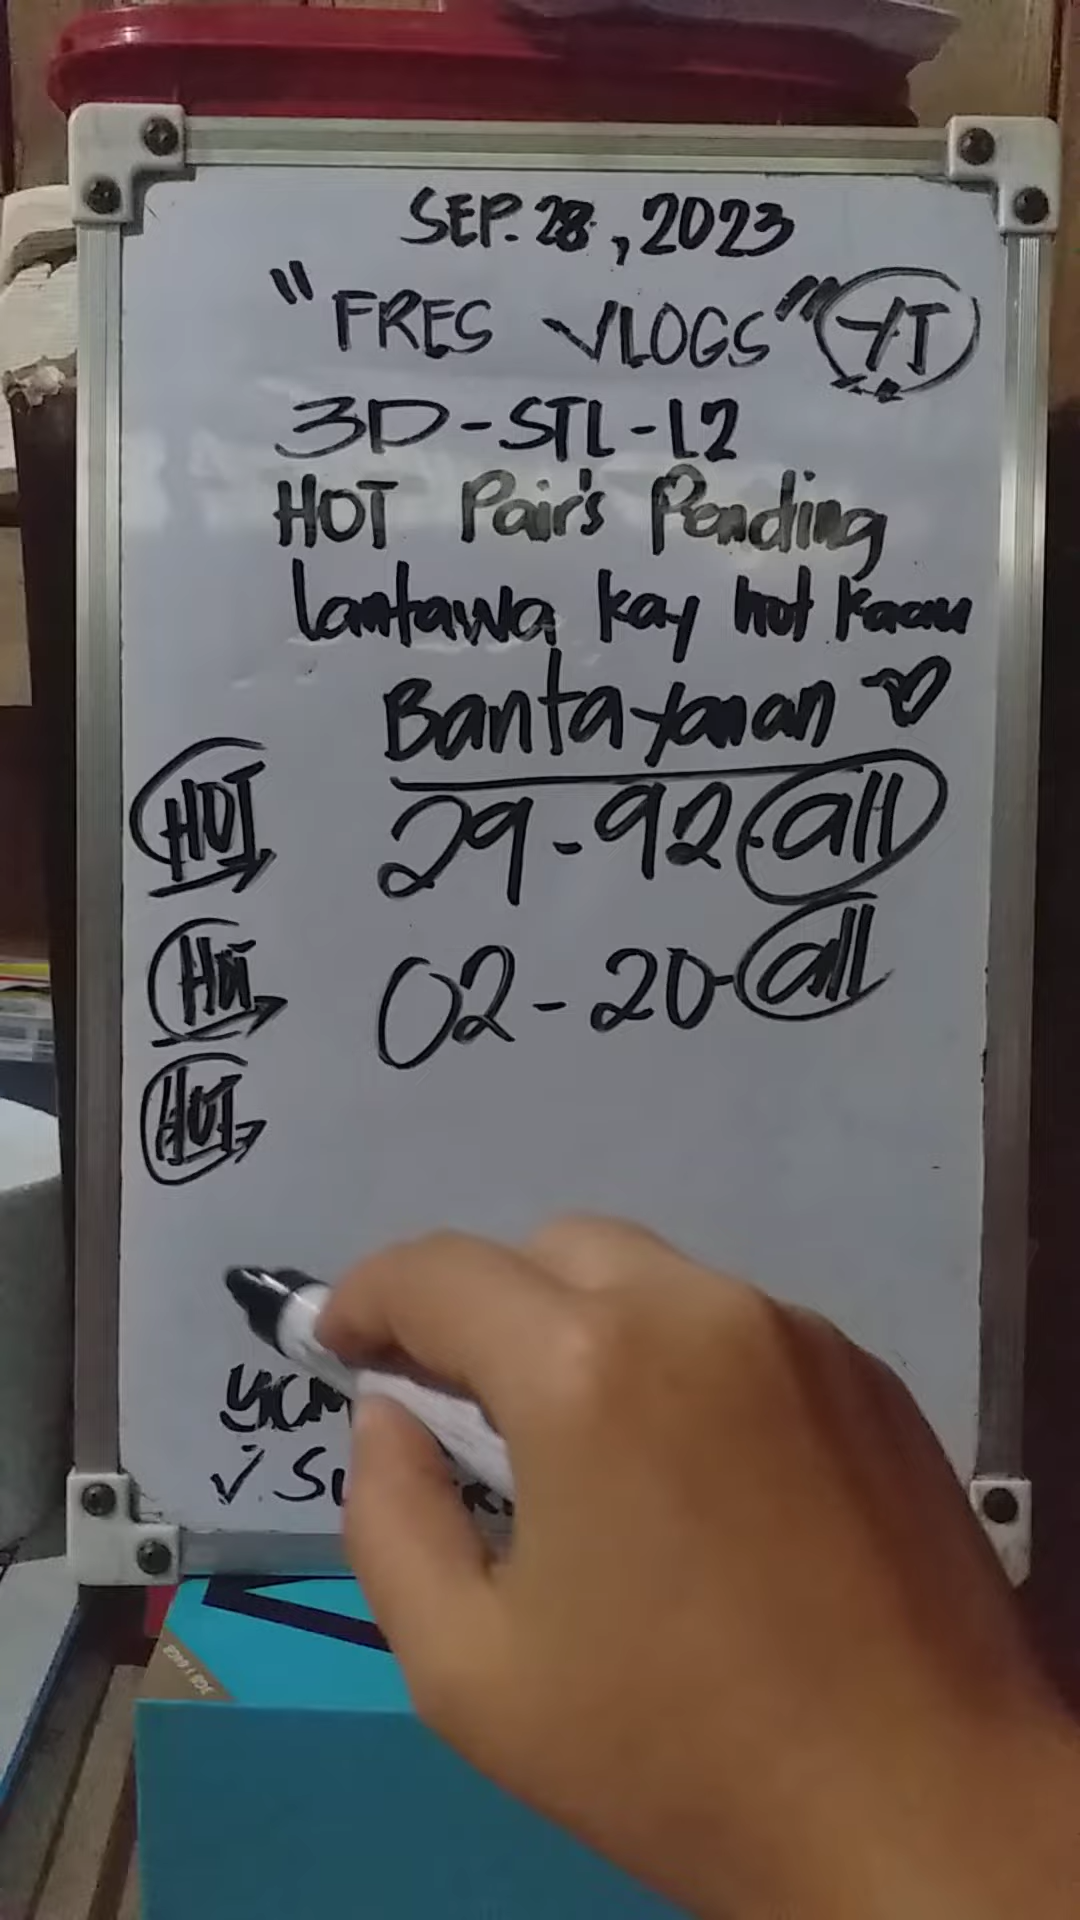 SEP. 28, 2023
"FRES VLOGS" YT
3D-STL-L2
HOT Pair's Pending
lantawa kay hot kaau
Bantayanan
HOT 29-92 all
HOT 02-20-all
HOT